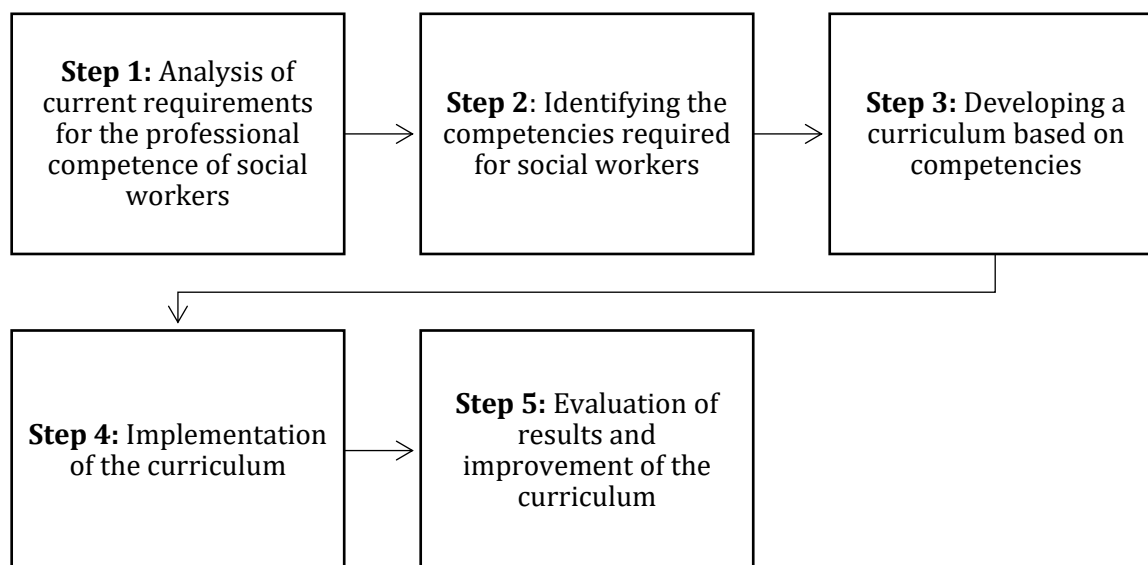 Step 1: Analysis of
current requirements
for the professional
competence of social
workers
Step 2: Identifying the
competencies required
for social workers
Step 3: Developing a
curriculum based on
competencies
Step 4: Implementation
of the curriculum
Step 5: Evaluation of
results and
improvement of the
curriculum